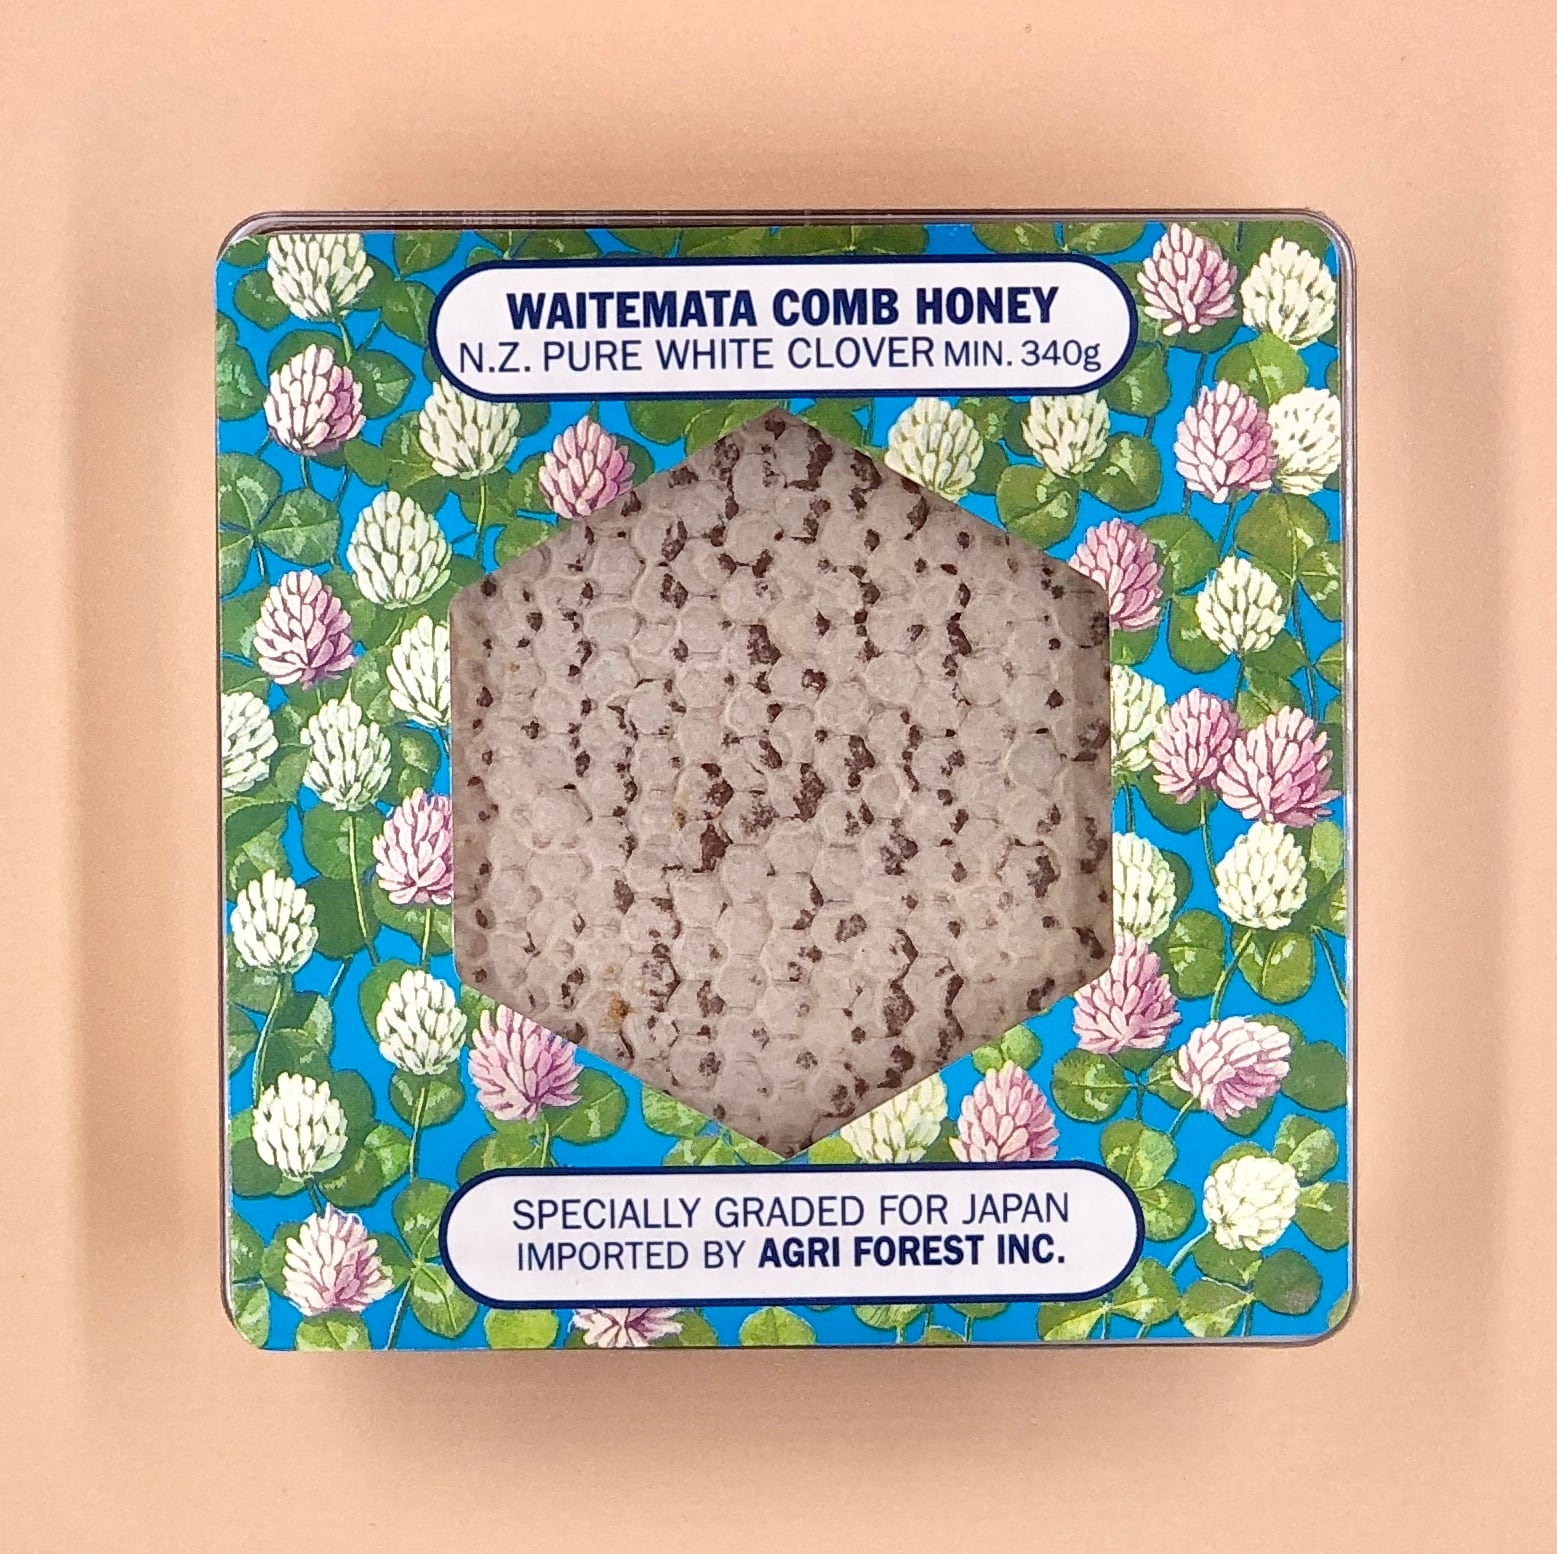 WAITEMATA COMB HONEY
N.Z. PURE WHITE CLOVER MIN. 340g
SPECIALLY GRADED FOR JAPAN
IMPORTED BY AGRI FOREST INC.